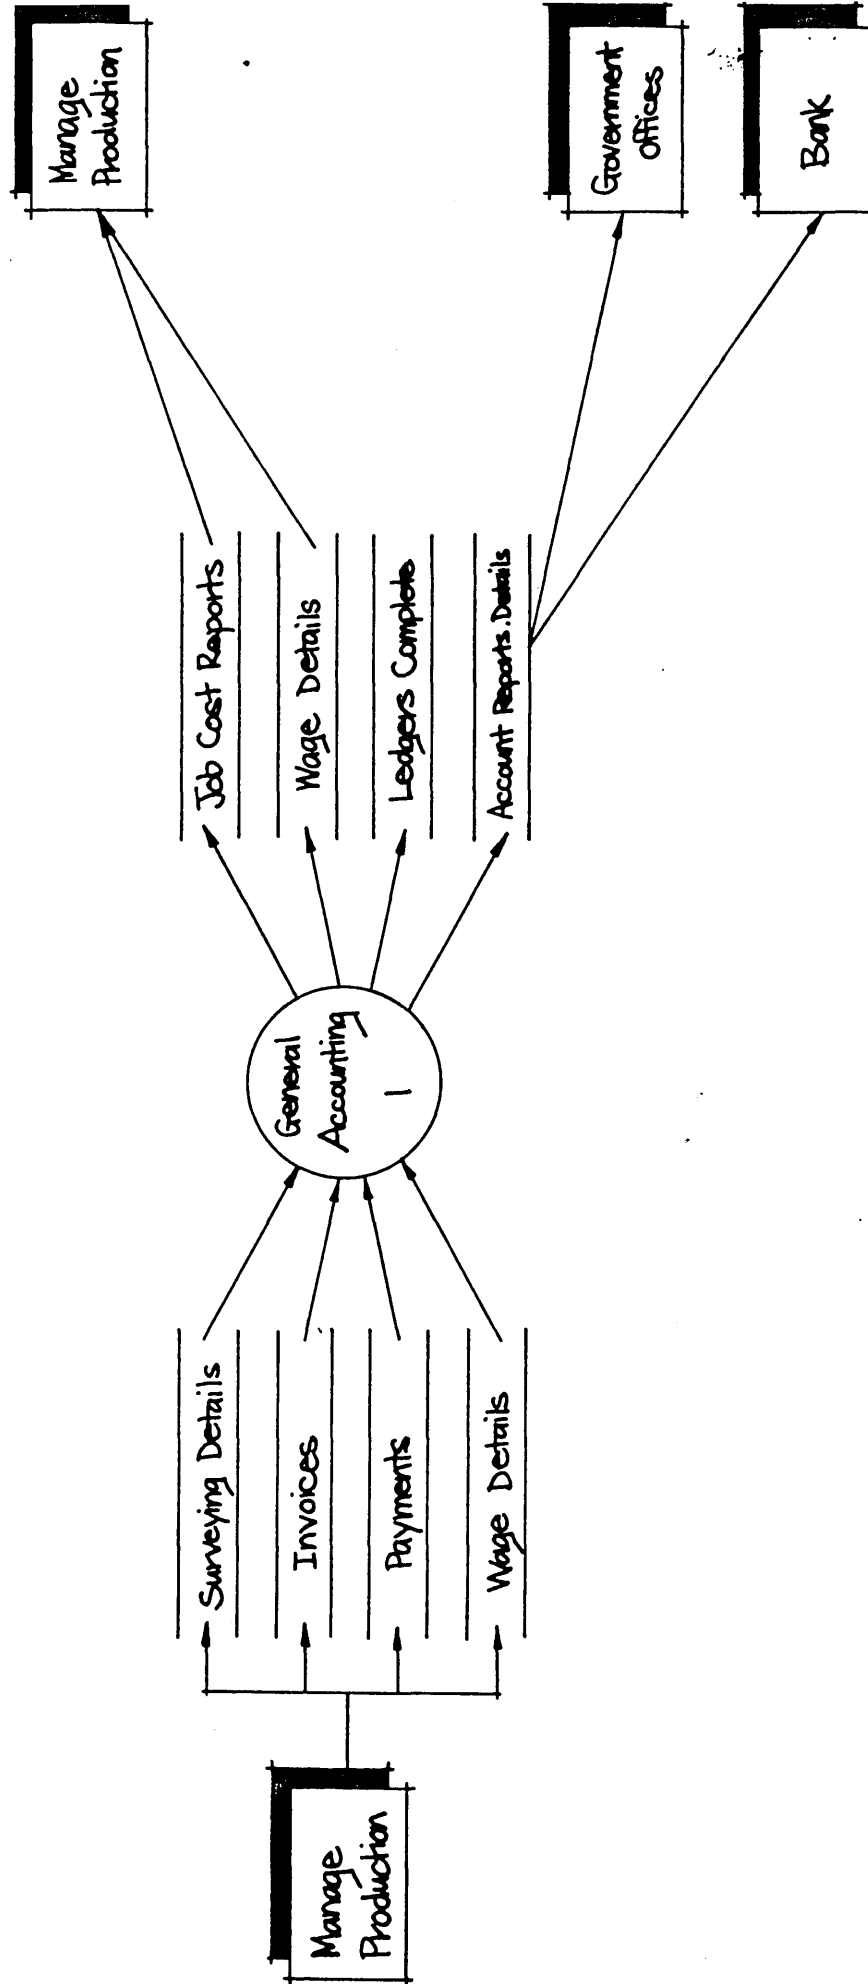 Manage
Production
Surveying Details
Invoices
Payments
Wage Details
General
Accounting
1
Job Cost Reports
Wage Details
Ledgers Complete
Account Reports.Details
Manage
Production
Government
Offices
Bank